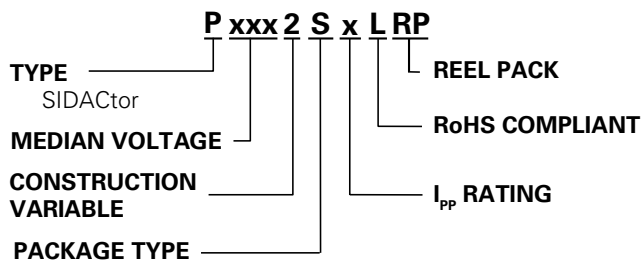 P xxx 2 S x L RP
TYPE
SIDACtor
MEDIAN VOLTAGE
CONSTRUCTION
VARIABLE
PACKAGE TYPE
REEL PACK
RoHS COMPLIANT
IPP RATING